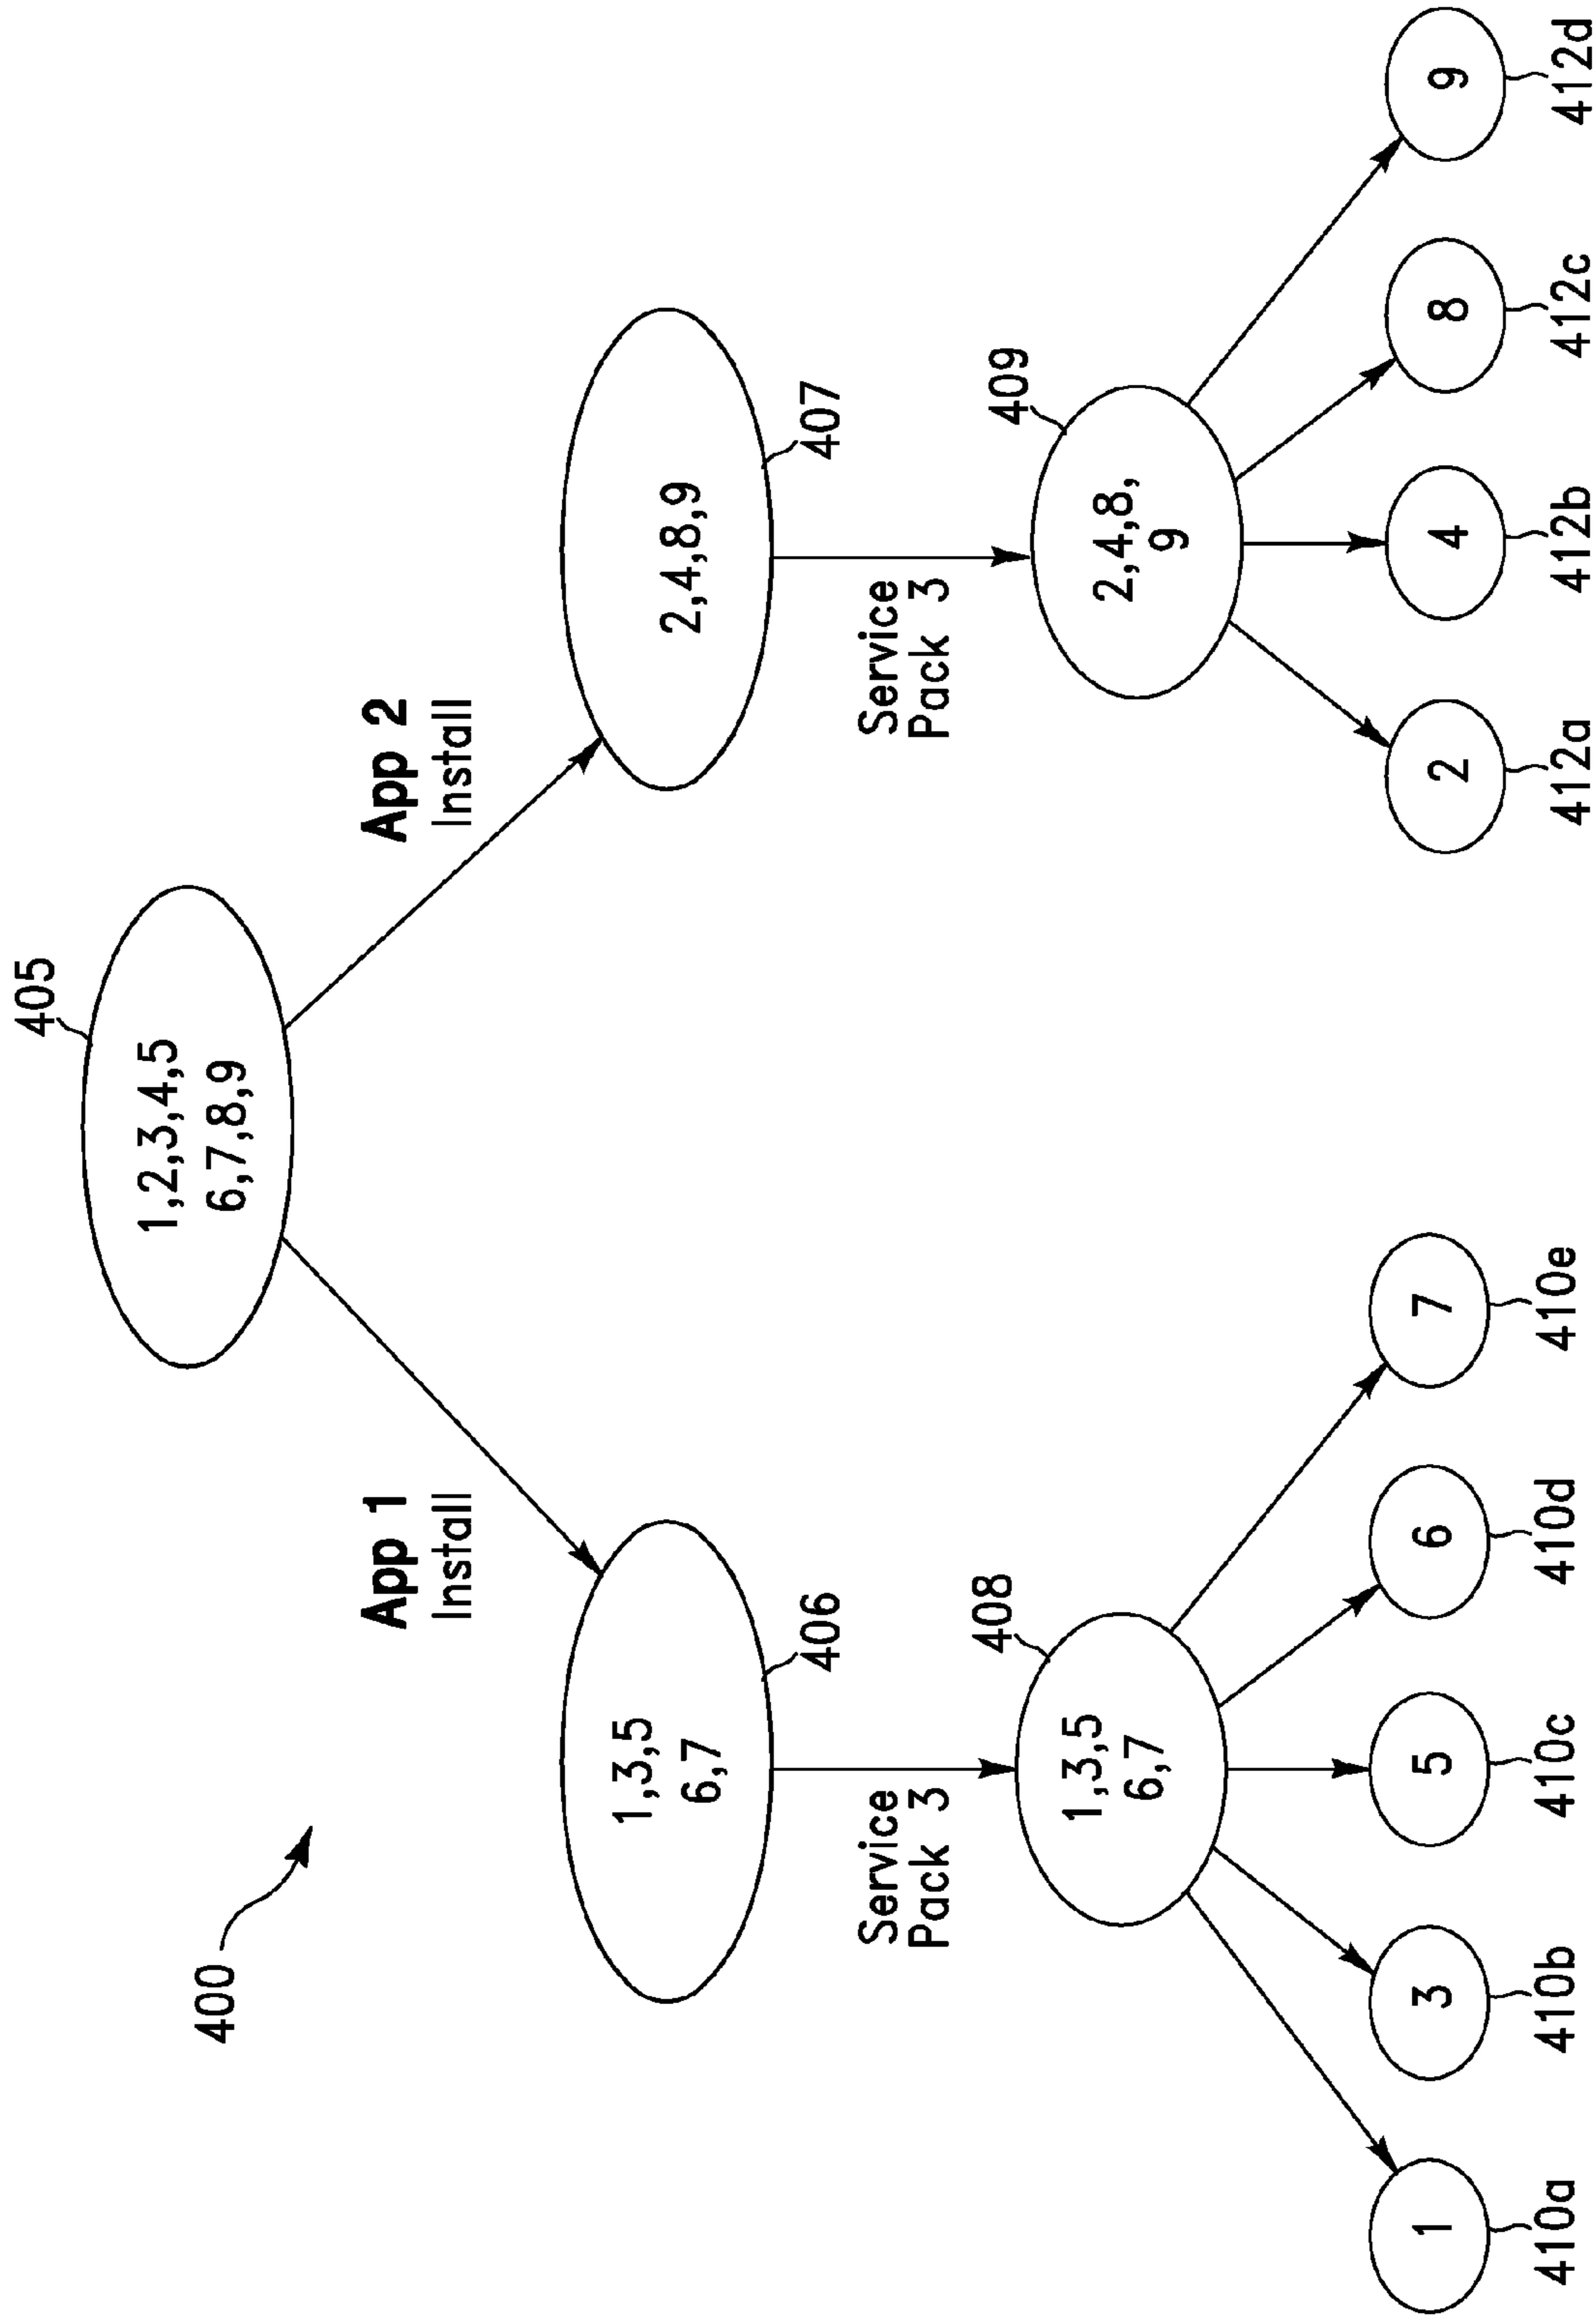 400
405
1,2,3,4,5
6,7,8,9
App 1
Install
App 2
Install
1,3,5
6,7
406
2,4,8,9
407
Service
Pack 3
Service
Pack 3
408
1,3,5
6,7
409
2,4,8,
9
1
3
5
6
7
2
4
8
9
410a
410b
410c
410d
410e
412a
412b
412c
412d